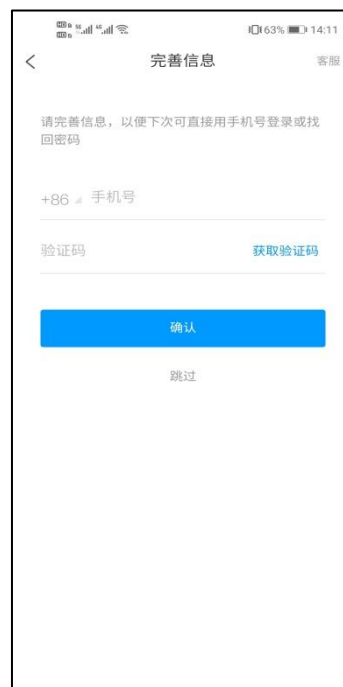 63% 14:11
完善信息
客服
请完善信息，以便下次可直接用手机号登录或找
回密码
+86 手机号
验证码 获取验证码
确认
跳过